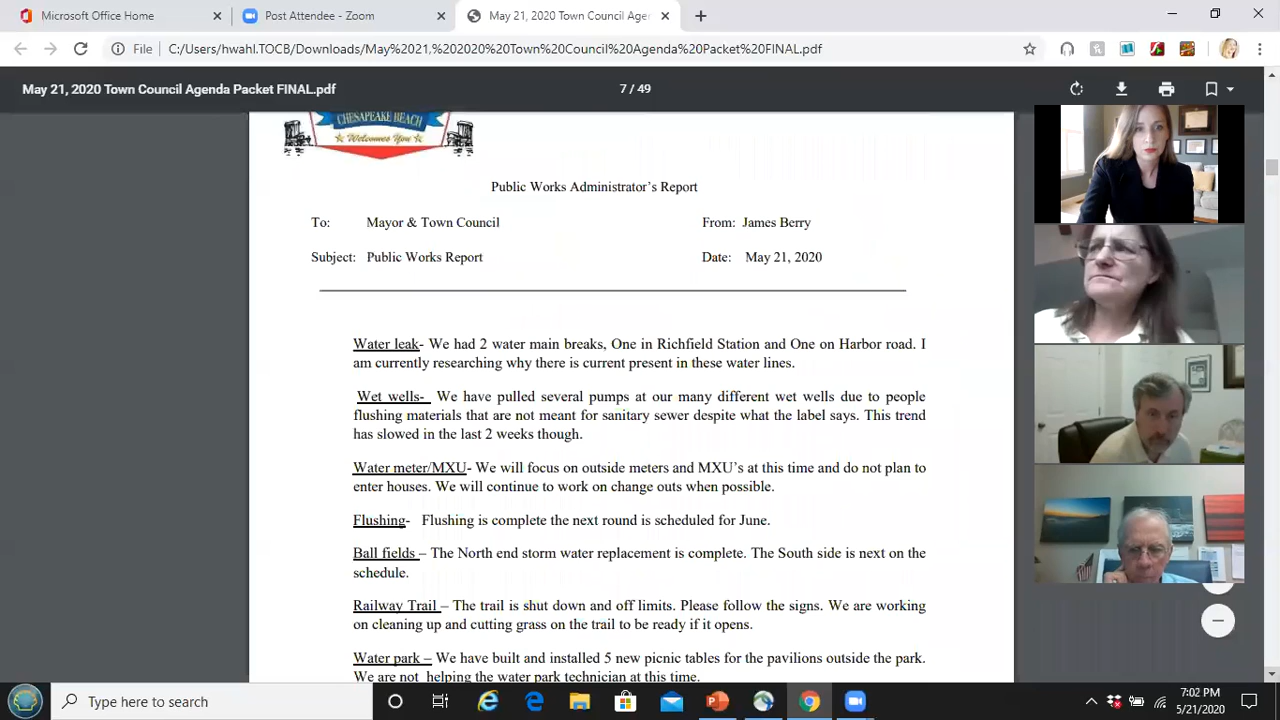 Microsoft Office Home
Post Attendee - Zoom
May 21, 2020 Town Council Agen
File
C:/Users/hwahl.TOCB/Downloads/May%2021,%202020%20Town%20Council%20Agenda%20Packet%20FINAL.pdf
May 21, 2020 Town Council Agenda Packet FINAL.pdf
7 / 49
CHESAPEAKE BEACH
Welcomes You
Public Works Administrator's Report
To: Mayor & Town Council From: James Berry
Subject: Public Works Report Date: May 21, 2020
Water leak- We had 2 water main breaks, One in Richfield Station and One on Harbor road. I
am currently researching why there is current present in these water lines.
Wet wells- We have pulled several pumps at our many different wet wells due to people
flushing materials that are not meant for sanitary sewer despite what the label says. This trend
has slowed in the last 2 weeks though.
Water meter/MXU- We will focus on outside meters and MXU's at this time and do not plan to
enter houses. We will continue to work on change outs when possible.
Flushing- Flushing is complete the next round is scheduled for June.
Ball fields – The North end storm water replacement is complete. The South side is next on the
schedule.
Railway Trail – The trail is shut down and off limits. Please follow the signs. We are working
on cleaning up and cutting grass on the trail to be ready if it opens.
Water park – We have built and installed 5 new picnic tables for the pavilions outside the park.
We are not helping the water park technician at this time.
Type here to search
7:02 PM
5/21/2020